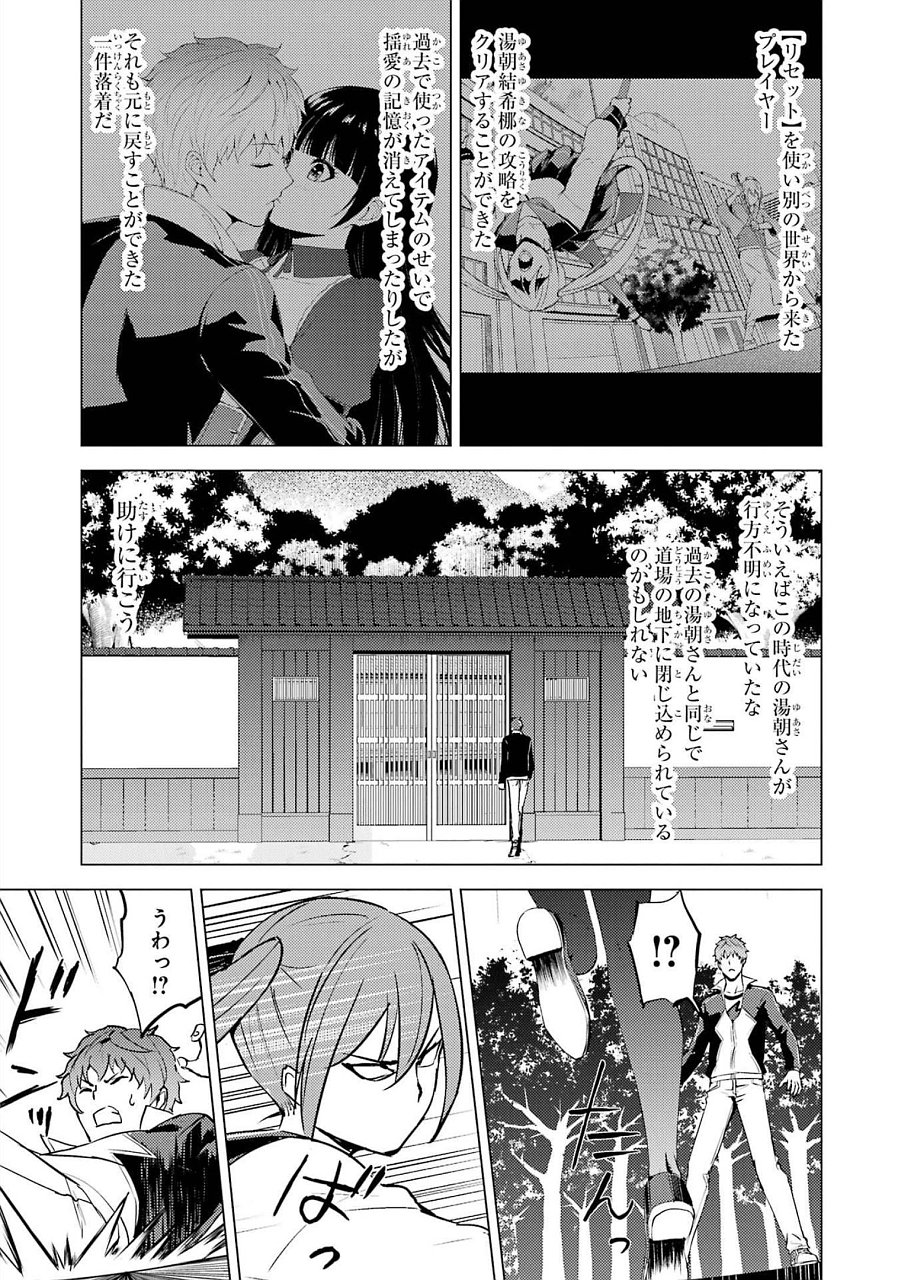 【リセット】を使い別の世界から来た
プレイヤー
湯朝結希梛の攻略を
クリアすることができた
過去で使ったアイテムのせいで
揺愛の記憶が消えてしまったりしたが
それも元に戻すことができた
一件落着だ
そういえばこの時代の湯朝さんが
行方不明になっていたな
過去の湯朝さんと同じで
道場の地下に閉じ込められている
のかもしれない
助けに行こう
!?
たんっ
ばっ
うわっ!?
ドッ